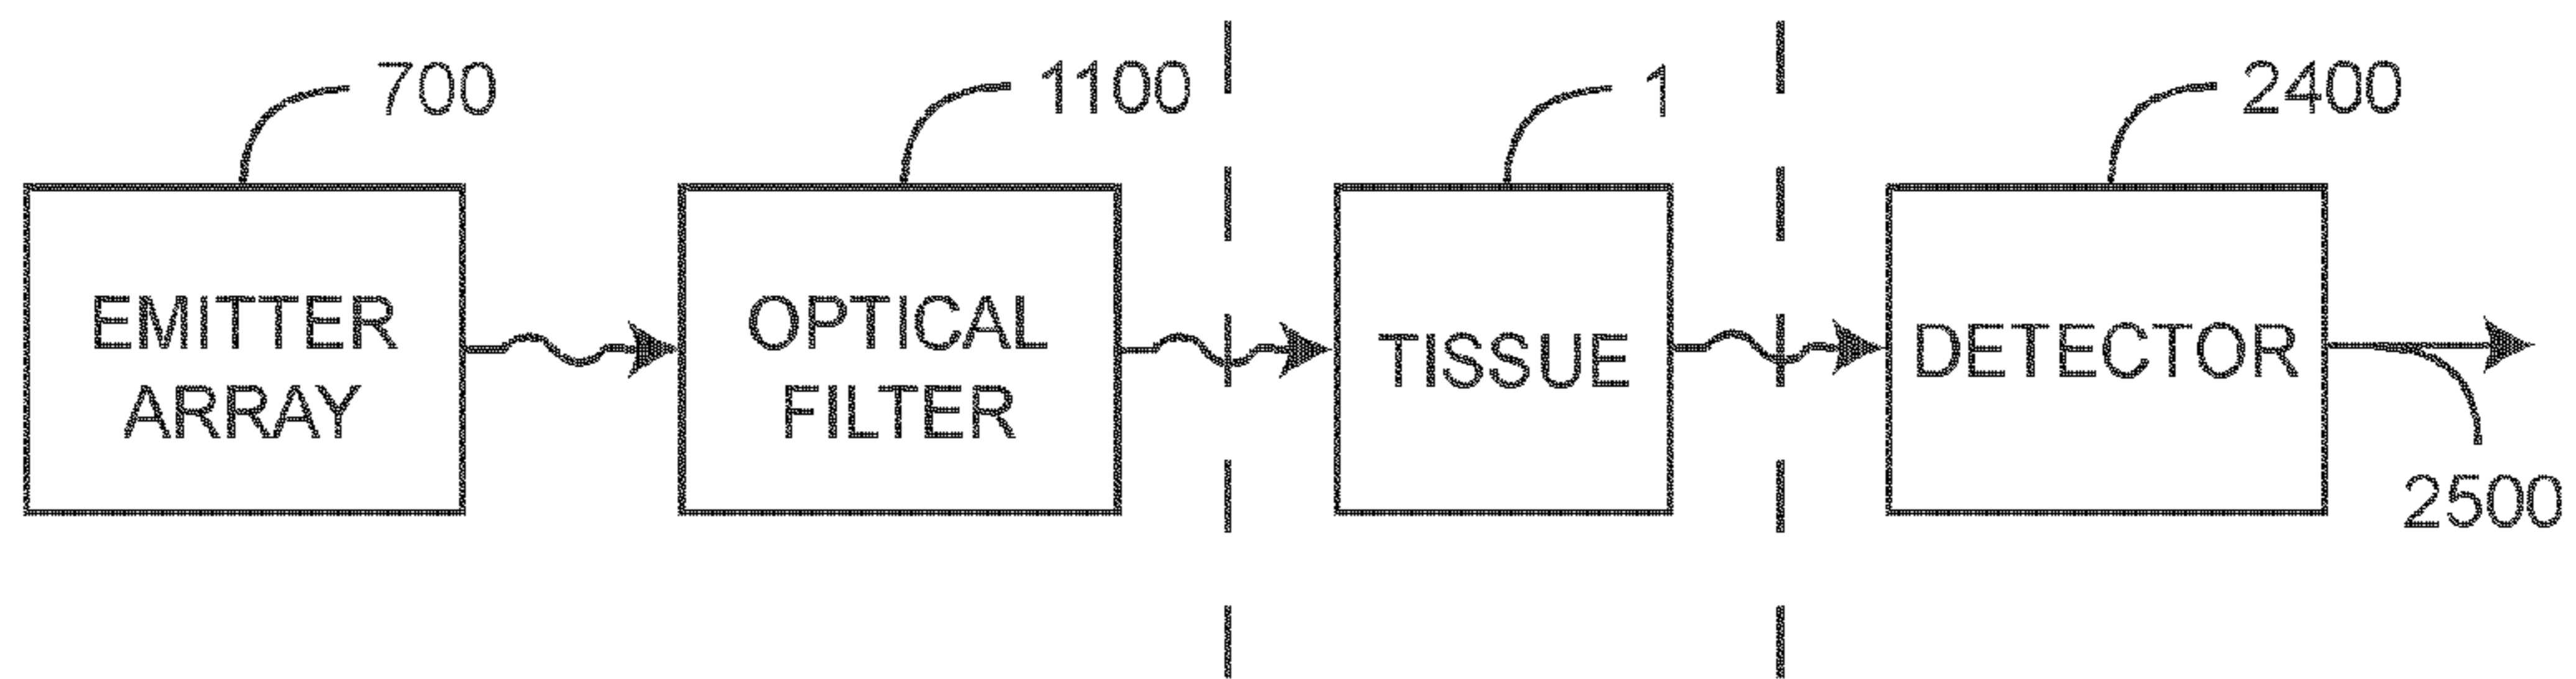 700
1100
1
2400
EMITTER
ARRAY
OPTICAL
FILTER
TISSUE
DETECTOR
2500